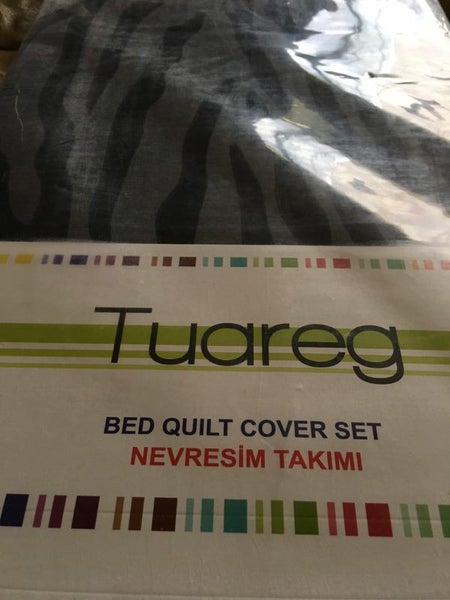 Tuareg
BED QUILT COVER SET
NEVRESİM TAKIMI